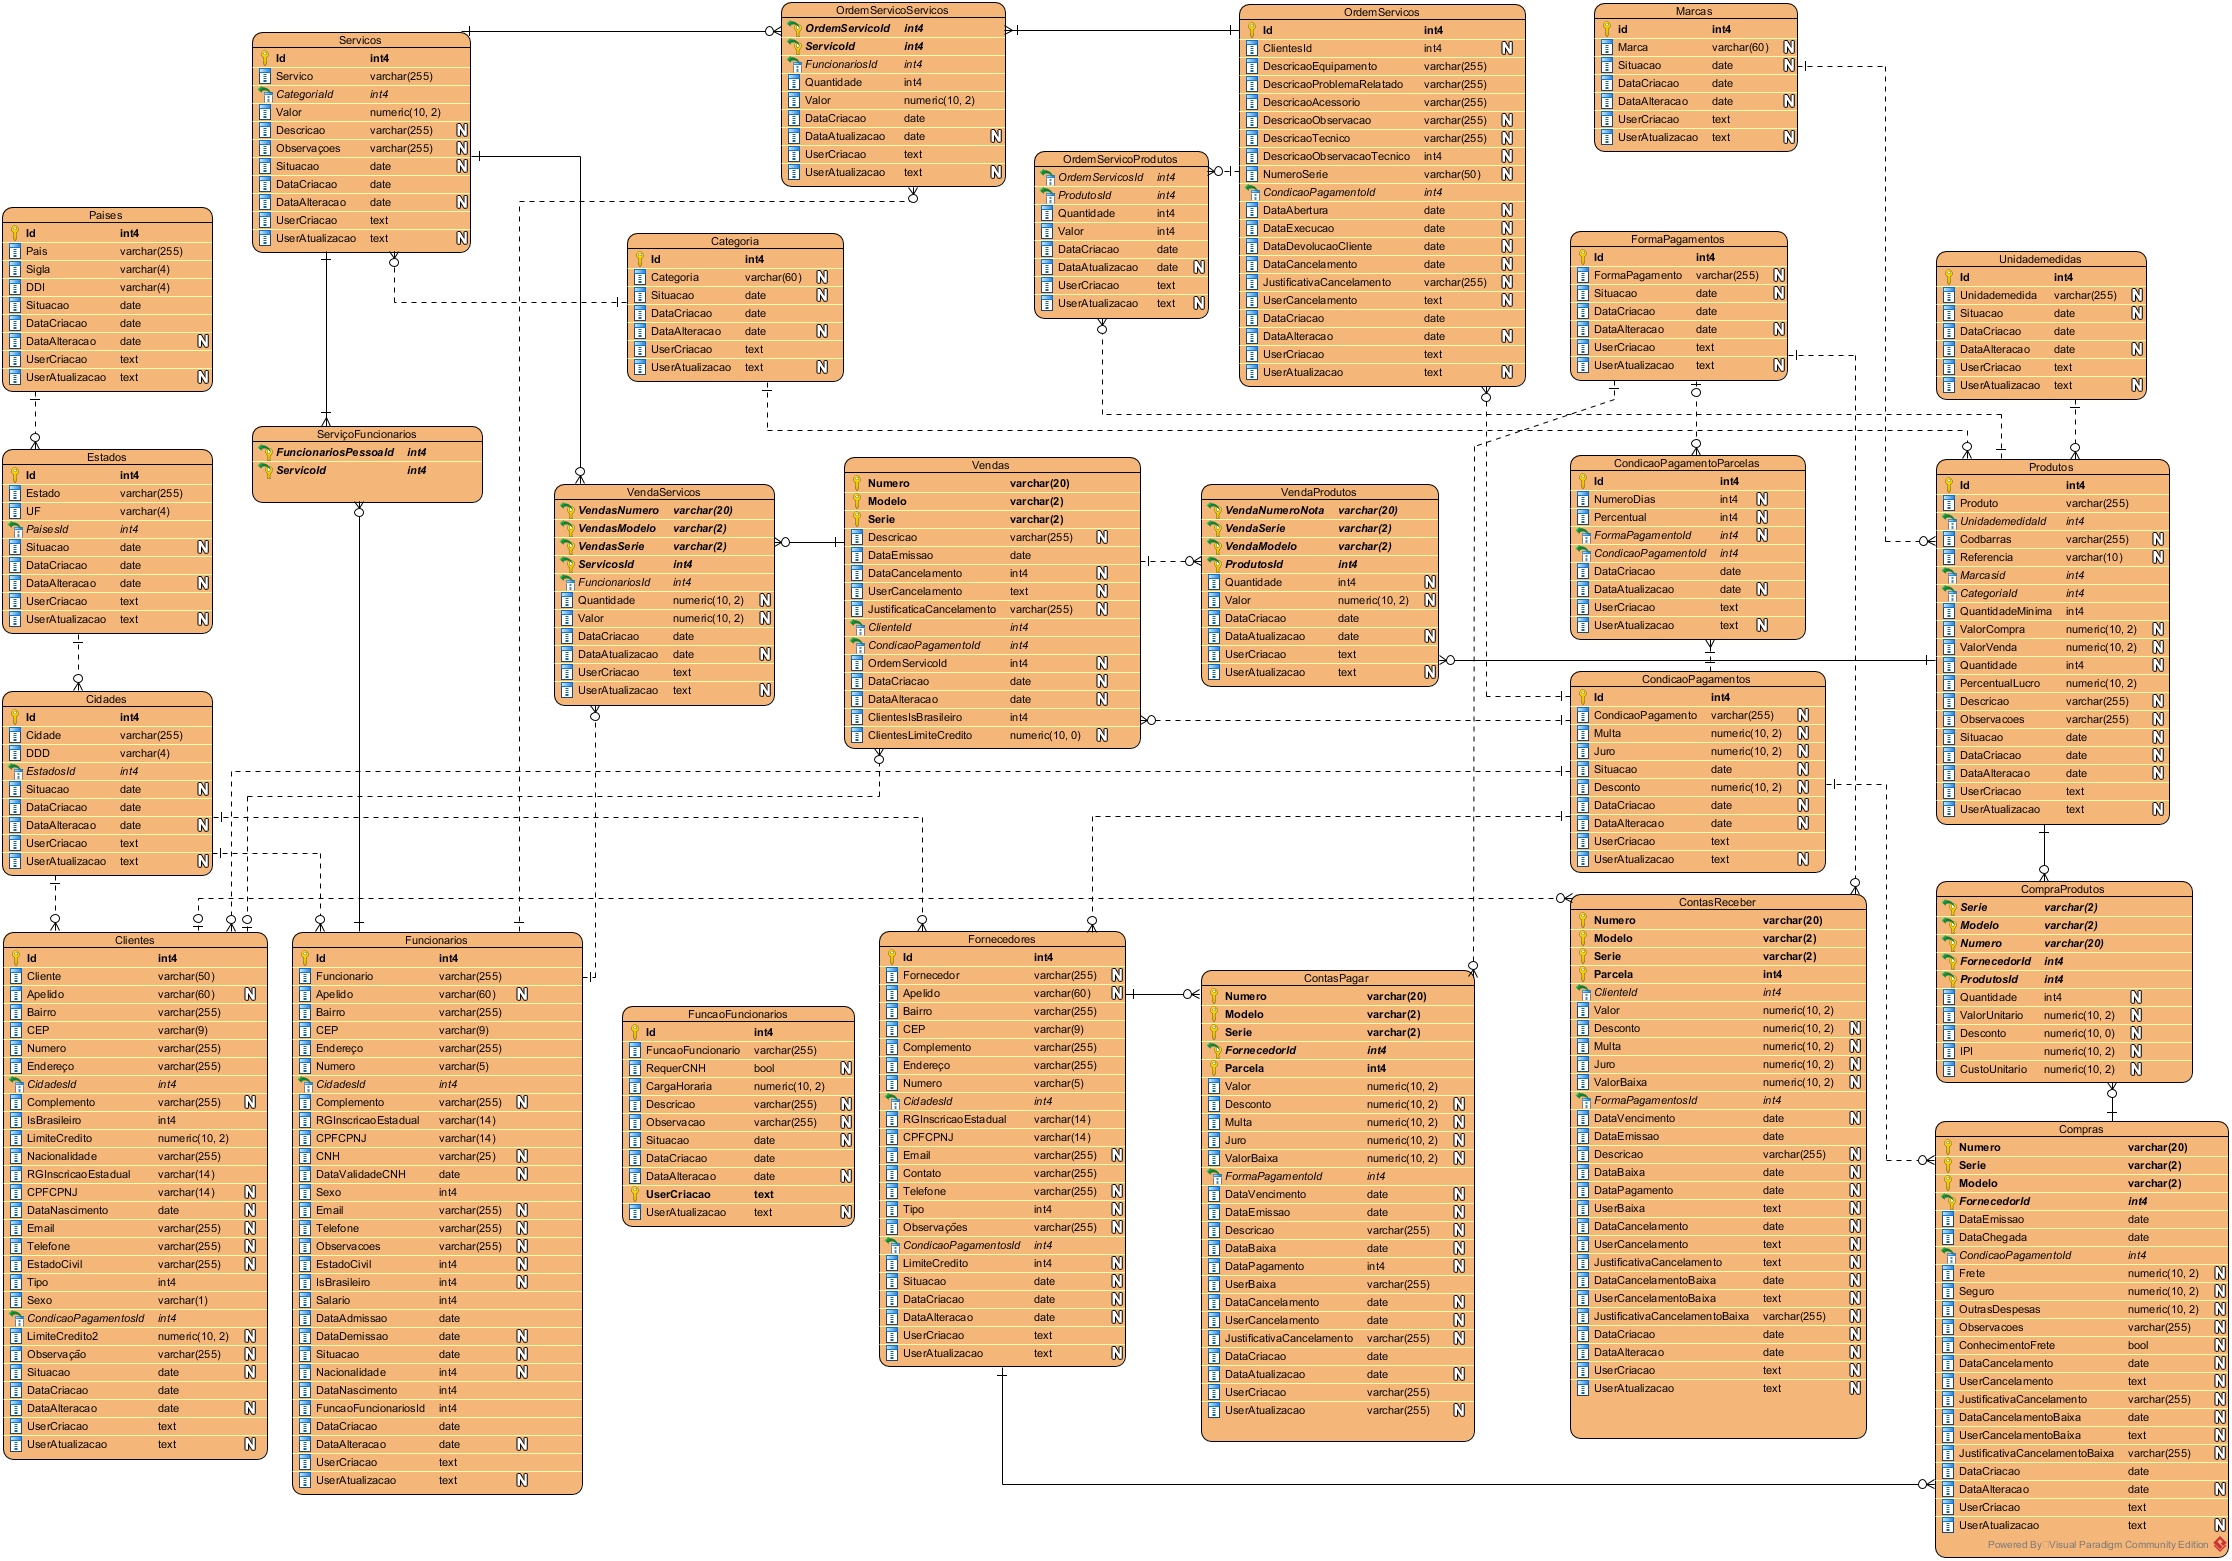 Servicos
Id int4
Servico varchar(255)
CategoriaId int4
Valor numeric(10, 2)
Descricao varchar(255) N
Observaçoes varchar(255) N
Situacao date N
DataCriacao date
DataAlteracao date N
UserCriacao text
UserAtualizacao text N
OrdemServicoServicos
OrdemServicoId int4
ServicoId int4
FuncionariosId int4
Quantidade int4
Valor numeric(10, 2)
DataCriacao date
DataAtualizacao date N
UserCriacao text
UserAtualizacao text N
OrdemServicos
Id int4
ClientesId int4 N
DescricaoEquipamento varchar(255)
DescricaoProblemaRelatado varchar(255)
DescricaoAcessorio varchar(255)
DescricaoObservacao varchar(255) N
DescricaoTecnico varchar(255) N
DescricaoObservacaoTecnico int4 N
NumeroSerie varchar(50) N
CondicaoPagamentoId int4
DataAbertura date N
DataExecucao date N
DataDevolucaoCliente date N
DataCancelamento date N
JustificativaCancelamento varchar(255) N
UserCancelamento text N
DataCriacao date
DataAlteracao date N
UserCriacao text
UserAtualizacao text N
Marcas
id int4
Marca varchar(60) N
Situacao date N
DataCriacao date
DataAlteracao date N
UserCriacao text
UserAtualizacao text N
OrdemServicoProdutos
OrdemServicosId int4
ProdutosId int4
Quantidade int4
Valor int4
DataCriacao date
DataAtualizacao date N
UserCriacao text
UserAtualizacao text N
Paises
Id int4
Pais varchar(255)
Sigla varchar(4)
DDI varchar(4)
Situacao date
DataCriacao date
DataAlteracao date N
UserCriacao text
UserAtualizacao text N
Categoria
Id int4
Categoria varchar(60) N
Situacao date N
DataCriacao date
DataAlteracao date N
UserCriacao text
UserAtualizacao text N
FormaPagamentos
Id int4
FormaPagamento varchar(255) N
Situacao date N
DataCriacao date
DataAlteracao date N
UserCriacao text
UserAtualizacao text N
Unidademedidas
Id int4
Unidademedida varchar(255) N
Situacao date N
DataCriacao date
DataAlteracao date N
UserCriacao text
UserAtualizacao text N
ServiçoFuncionarios
FuncionariosPessoaId int4
ServicoId int4
Estados
Id int4
Estado varchar(255)
UF varchar(4)
PaisesId int4
Situacao date N
DataCriacao date
DataAlteracao date N
UserCriacao text
UserAtualizacao text N
VendaServicos
VendasNumero varchar(20)
VendasModelo varchar(2)
VendasSerie varchar(2)
ServicosId int4
FuncionariosId int4
Quantidade numeric(10, 2) N
Valor numeric(10, 2) N
DataCriacao date
DataAtualizacao date N
UserCriacao text
UserAtualizacao text N
Vendas
Numero varchar(20)
Modelo varchar(2)
Serie varchar(2)
Descricao varchar(255) N
DataEmissao date
DataCancelamento int4 N
UserCancelamento text N
JustificaticaCancelamento varchar(255) N
ClienteId int4
CondicaoPagamentoId int4
OrdemServicoId int4 N
DataCriacao date N
DataAlteracao date N
ClientesIsBrasileiro int4
ClientesLimiteCredito numeric(10, 0) N
VendaProdutos
VendaNumeroNota varchar(20)
VendaSerie varchar(2)
VendaModelo varchar(2)
ProdutosId int4
Quantidade int4 N
Valor numeric(10, 2) N
DataCriacao date
DataAtualizacao date N
UserCriacao text
UserAtualizacao text N
CondicaoPagamentoParcelas
Id int4
NumeroDias int4 N
Percentual int4 N
FormaPagamentoId int4 N
CondicaoPagamentoId int4
DataCriacao date
DataAtualizacao date N
UserCriacao text
UserAtualizacao text N
Produtos
Id int4
Produto varchar(255)
UnidademedidaId int4
Codbarras varchar(255) N
Referencia varchar(10) N
Marcasid int4
CategoriaId int4
QuantidadeMinima int4
ValorCompra numeric(10, 2) N
ValorVenda numeric(10, 2) N
Quantidade int4 N
PercentualLucro numeric(10, 2)
Descricao varchar(255) N
Observacoes varchar(255) N
Situacao date N
DataCriacao date N
DataAlteracao date N
UserCriacao text
UserAtualizacao text N
Cidades
Id int4
Cidade varchar(255)
DDD varchar(4)
EstadosId int4
Situacao date N
DataCriacao date
DataAlteracao date N
UserCriacao text
UserAtualizacao text N
CondicaoPagamentos
Id int4
CondicaoPagamento varchar(255) N
Multa numeric(10, 2) N
Juro numeric(10, 2) N
Situacao date N
Desconto numeric(10, 2) N
DataCriacao date N
DataAlteracao date N
UserCriacao text
UserAtualizacao text N
Clientes
Id int4
Cliente varchar(50)
Apelido varchar(60) N
Bairro varchar(255)
CEP varchar(9)
Numero varchar(255)
Endereço varchar(255)
CidadesId int4
Complemento varchar(255) N
IsBrasileiro int4
LimiteCredito numeric(10, 2)
Nacionalidade varchar(255)
RGInscricaoEstadual varchar(14)
CPFCPNJ varchar(14) N
DataNascimento date N
Email varchar(255) N
Telefone varchar(255) N
EstadoCivil varchar(255) N
Tipo int4
Sexo varchar(1)
CondicaoPagamentosId int4
LimiteCredito2 numeric(10, 2) N
Observação varchar(255) N
Situacao date N
DataCriacao date
DataAlteracao date N
UserCriacao text
UserAtualizacao text N
Funcionarios
Id int4
Funcionario varchar(255)
Apelido varchar(60) N
Bairro varchar(255)
CEP varchar(9)
Endereço varchar(255)
Numero varchar(5)
CidadesId int4
Complemento varchar(255) N
RGInscricaoEstadual varchar(14)
CPFCPNJ varchar(14)
CNH varchar(25) N
DataValidadeCNH date N
Sexo int4
Email varchar(255) N
Telefone varchar(255) N
Observacoes varchar(255) N
EstadoCivil int4 N
IsBrasileiro int4 N
Salario int4
DataAdmissao date
DataDemissao date N
Situacao date N
Nacionalidade int4 N
DataNascimento int4
FuncaoFuncionariosId int4
DataCriacao date
DataAlteracao date N
UserCriacao text
UserAtualizacao text N
FuncaoFuncionarios
Id int4
FuncaoFuncionario varchar(255)
RequerCNH bool N
CargaHoraria numeric(10, 2)
Descricao varchar(255) N
Observacao varchar(255) N
Situacao date N
DataCriacao date
DataAlteracao date N
UserCriacao text
UserAtualizacao text N
Fornecedores
Id int4
Fornecedor varchar(255) N
Apelido varchar(60) N
Bairro varchar(255)
CEP varchar(9)
Complemento varchar(255)
Endereço varchar(255)
Numero varchar(5)
CidadesId int4
RGInscricaoEstadual varchar(14)
CPFCPNJ varchar(14)
Email varchar(255) N
Contato varchar(255)
Telefone varchar(255) N
Tipo int4 N
Observações varchar(255) N
CondicaoPagamentosId int4
LimiteCredito int4 N
Situacao date N
DataCriacao date N
DataAlteracao date N
UserCriacao text
UserAtualizacao text N
ContasPagar
Numero varchar(20)
Modelo varchar(2)
Serie varchar(2)
FornecedorId int4
Parcela int4
Valor numeric(10, 2)
Desconto numeric(10, 2) N
Multa numeric(10, 2) N
Juro numeric(10, 2) N
ValorBaixa numeric(10, 2) N
FormaPagamentoId int4
DataVencimento date N
DataEmissao date N
Descricao varchar(255) N
DataBaixa date N
DataPagamento int4 N
UserBaixa varchar(255)
DataCancelamento date N
UserCancelamento date N
JustificativaCancelamento varchar(255) N
DataCriacao date
DataAtualizacao date N
UserCriacao varchar(255)
UserAtualizacao varchar(255) N
ContasReceber
Numero varchar(20)
Modelo varchar(2)
Serie varchar(2)
Parcela int4
ClienteId int4
Valor numeric(10, 2)
Desconto numeric(10, 2) N
Multa numeric(10, 2) N
Juro numeric(10, 2) N
ValorBaixa numeric(10, 2) N
FormaPagamentosId int4
DataVencimento date N
DataEmissao date
Descricao varchar(255) N
DataBaixa date N
DataPagamento date N
UserBaixa text N
DataCancelamento date N
UserCancelamento text N
JustificativaCancelamento text N
DataCancelamentoBaixa date N
UserCancelamentoBaixa text N
JustificativaCancelamentoBaixa varchar(255) N
DataCriacao date N
DataAlteracao date N
UserCriacao text N
UserAtualizacao text N
CompraProdutos
Serie varchar(2)
Modelo varchar(2)
Numero varchar(20)
FornecedorId int4
ProdutosId int4
Quantidade int4 N
ValorUnitario numeric(10, 2) N
Desconto numeric(10, 0) N
IPI numeric(10, 2) N
CustoUnitario numeric(10, 2) N
Compras
Numero varchar(20)
Serie varchar(2)
Modelo varchar(2)
FornecedorId int4
DataEmissao date
DataChegada date
CondicaoPagamentoId int4
Frete numeric(10, 2) N
Seguro numeric(10, 2) N
OutrasDespesas numeric(10, 2) N
Observacoes varchar(255) N
ConhecimentoFrete bool N
DataCancelamento date N
UserCancelamento text N
JustificativaCancelamento varchar(255) N
DataCancelamentoBaixa date N
UserCancelamentoBaixa text N
JustificativaCancelamentoBaixa varchar(255) N
DataCriacao date
DataAlteracao date N
UserCriacao text
UserAtualizacao text N
Powered By Visual Paradigm Community Edition